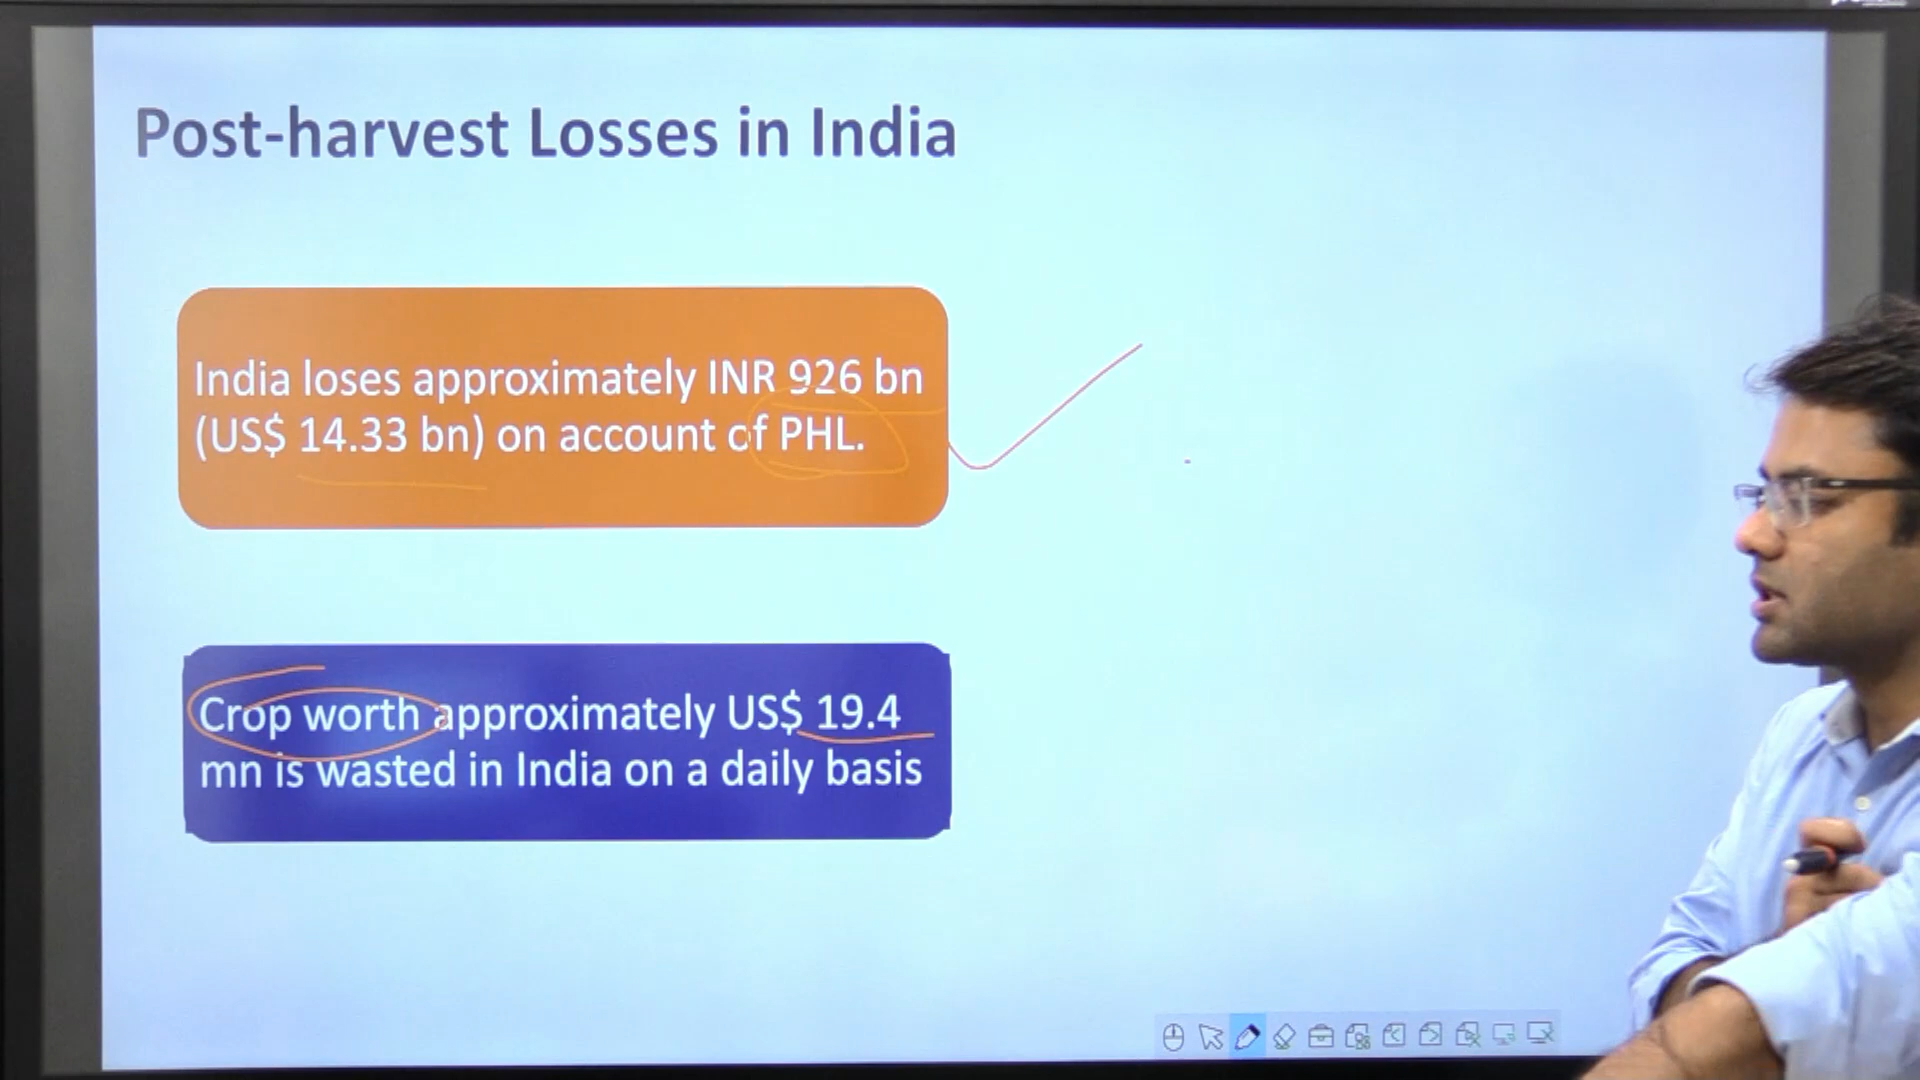 Post-harvest Losses in India
India loses approximately INR 926 bn
(US$ 14.33 bn) on account of PHL.
Crop worth approximately US$ 19.4
mn is wasted in India on a daily basis